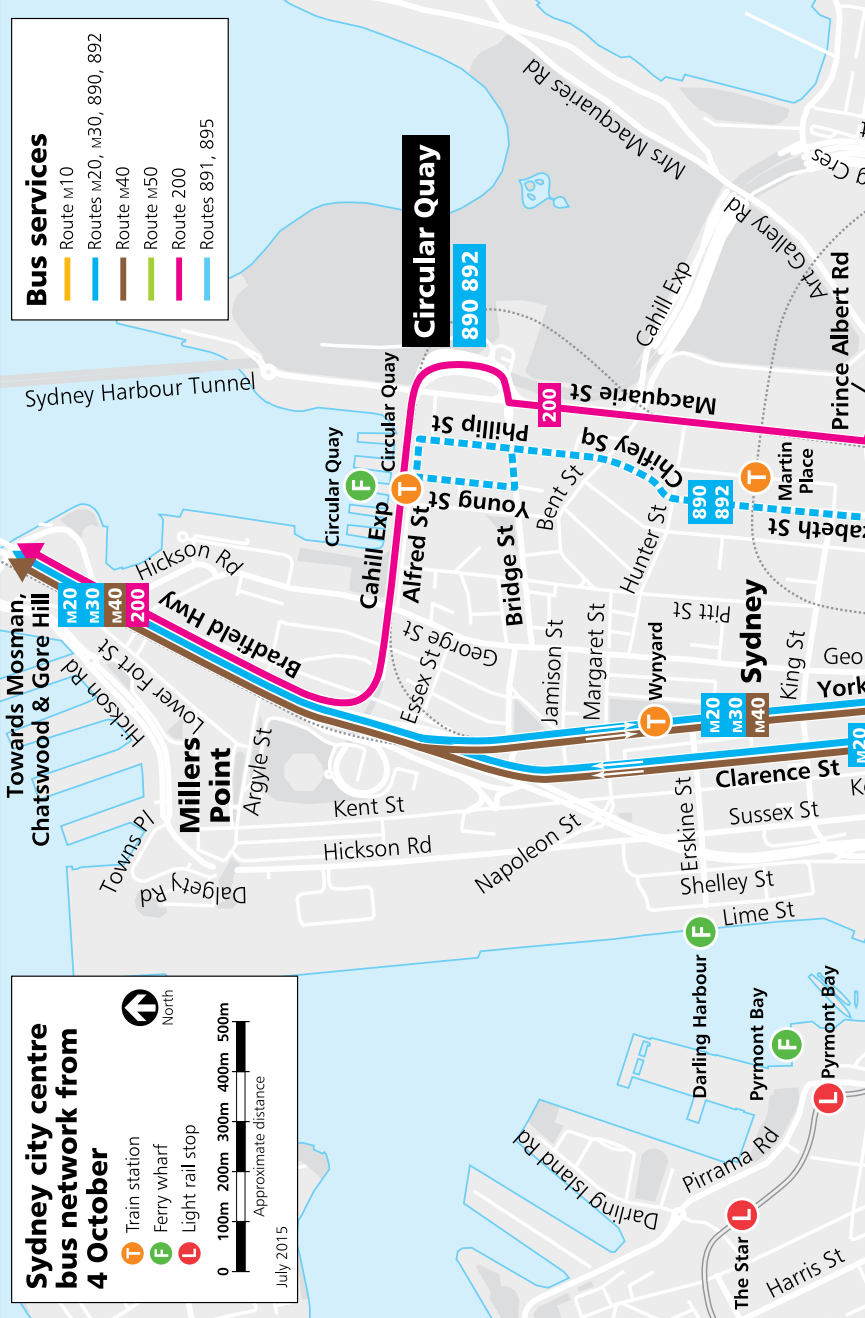 Sydney city centre
bus network from
4 October
T Train station
F Ferry wharf
L Light rail stop
North
0 100m 200m 300m 400m 500m
Approximate distance
July 2015
Bus services
Route M10
Routes M20, M30, 890, 892
Route M40
Route M50
Route 200
Routes 891, 895
Towards Mosman,
Chatswood & Gore Hill
M20
M30
M40
200
Sydney Harbour Tunnel
Hickson Rd
Bradfield Hwy
Lower Fort St
Hickson Rd
Millers
Point
Argyle St
Towns Pl
Dalgety Rd
Kent St
Hickson Rd
Circular Quay
F
Circular Quay
T
Circular Quay
890 892
Cahill Exp
Alfred St
Phillip St
Young St
200
Macquarie St
Essex St
George St
Bridge St
Bent St
Chifley Sq
Jamison St
Margaret St
Hunter St
Pitt St
890
892
T
Martin
Place
zabeth St
Wynyard
T
Sydney
M20
M30
M40
King St
Geo
York
M20
Clarence St
Ke
Napoleon St
Erskine St
Sussex St
Shelley St
Lime St
Mrs Macquaries Rd
Cahill Exp
Art Gallery Rd
Prince Albert Rd
g Cres
Darling Harbour
F
Pyrmont Bay
F
Pyrmont Bay
L
Darling Island Rd
Pirrama Rd
The Star
L
Harris St